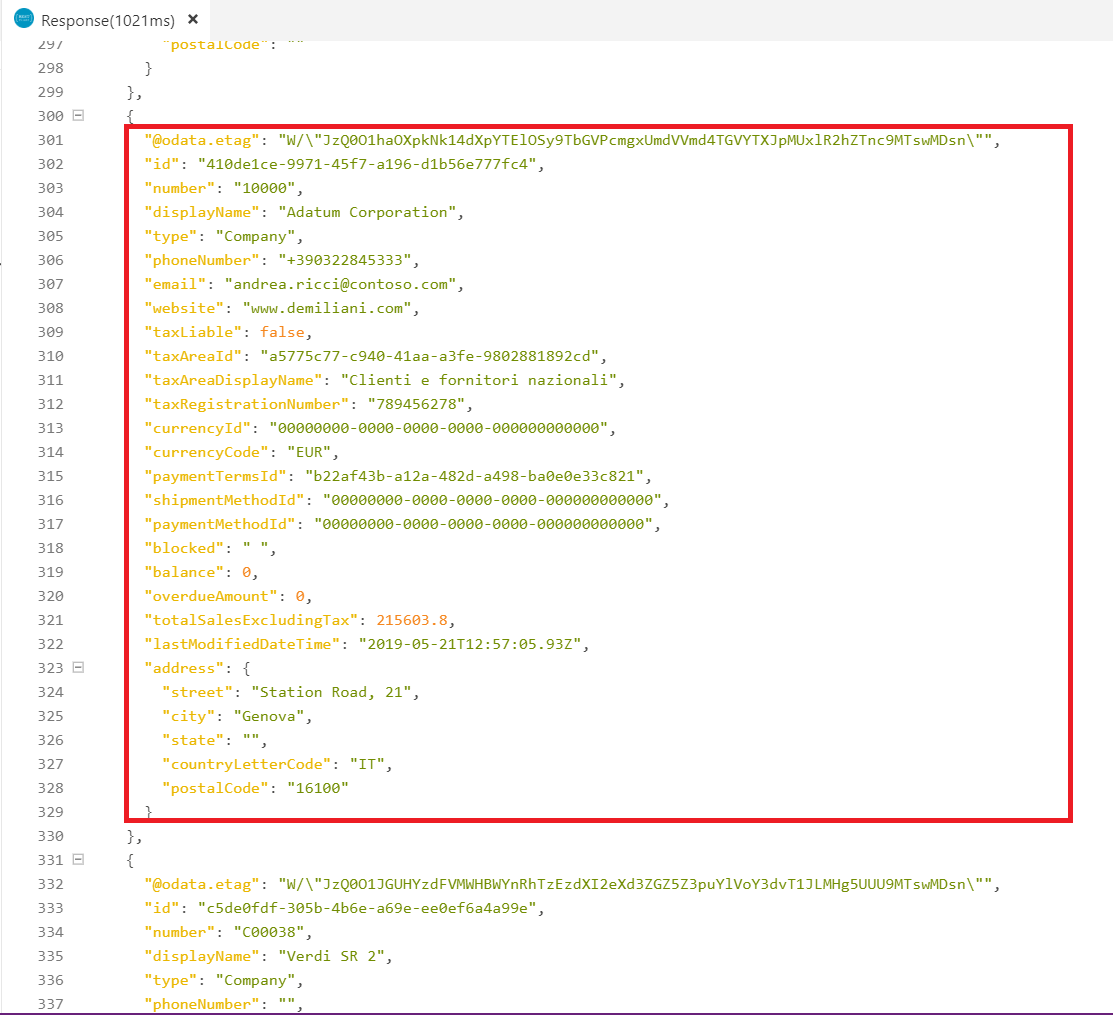 Response(1021ms) ×
297 "postalCode": ""
298 }
299 },
300 {
301 "@odata.etag": "W/\"JzQ0O1haOXpkNk14dXpYTElOSy9TbGVPcmgxUmdVVmd4TGVYTXJpMUxlR2hZTnc9MTswMDsn\"",
302 "id": "410de1ce-9971-45f7-a196-d1b56e777fc4",
303 "number": "10000",
304 "displayName": "Adatum Corporation",
305 "type": "Company",
306 "phoneNumber": "+390322845333",
307 "email": "andrea.ricci@contoso.com",
308 "website": "www.demiliani.com",
309 "taxLiable": false,
310 "taxAreaId": "a5775c77-c940-41aa-a3fe-9802881892cd",
311 "taxAreaDisplayName": "Clienti e fornitori nazionali",
312 "taxRegistrationNumber": "789456278",
313 "currencyId": "00000000-0000-0000-0000-000000000000",
314 "currencyCode": "EUR",
315 "paymentTermsId": "b22af43b-a12a-482d-a498-ba0e0e33c821",
316 "shipmentMethodId": "00000000-0000-0000-0000-000000000000",
317 "paymentMethodId": "00000000-0000-0000-0000-000000000000",
318 "blocked": " ",
319 "balance": 0,
320 "overdueAmount": 0,
321 "totalSalesExcludingTax": 215603.8,
322 "lastModifiedDateTime": "2019-05-21T12:57:05.93Z",
323 "address": {
324 "street": "Station Road, 21",
325 "city": "Genova",
326 "state": "",
327 "countryLetterCode": "IT",
328 "postalCode": "16100"
329 }
330 },
331 {
332 "@odata.etag": "W/\"JzQ0O1JGUHYzdFVMWHBWYnRhTzEzdXI2eXd3ZGZ5Z3puYlVoY3dvT1JLMHg5UUU9MTswMDsn\"",
333 "id": "c5de0fdf-305b-4b6e-a69e-ee0ef6a4a99e",
334 "number": "C00038",
335 "displayName": "Verdi SR 2",
336 "type": "Company",
337 "phoneNumber": "",